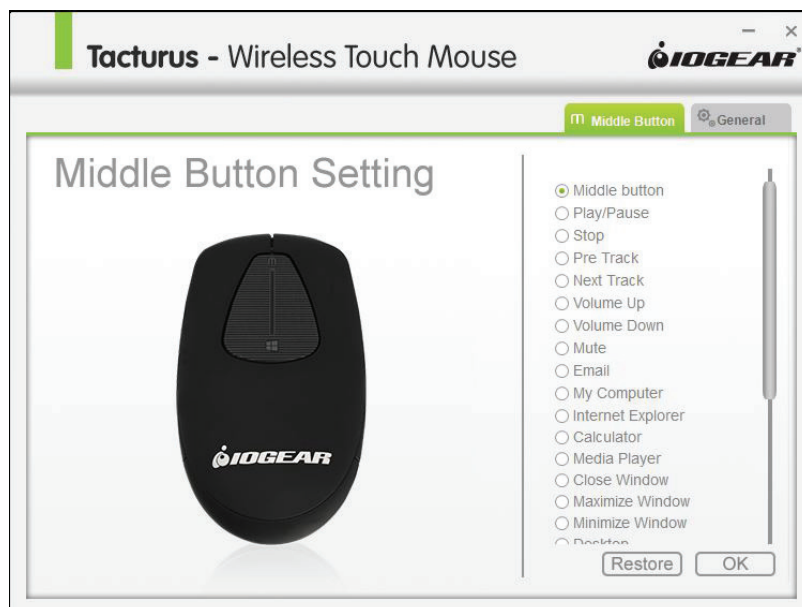 Tacturus - Wireless Touch Mouse
IOGEAR
m Middle Button
General
Middle Button Setting
m
IOGEAR
Middle button
Play/Pause
Stop
Pre Track
Next Track
Volume Up
Volume Down
Mute
Email
My Computer
Internet Explorer
Calculator
Media Player
Close Window
Maximize Window
Minimize Window
Desktop
Restore
OK